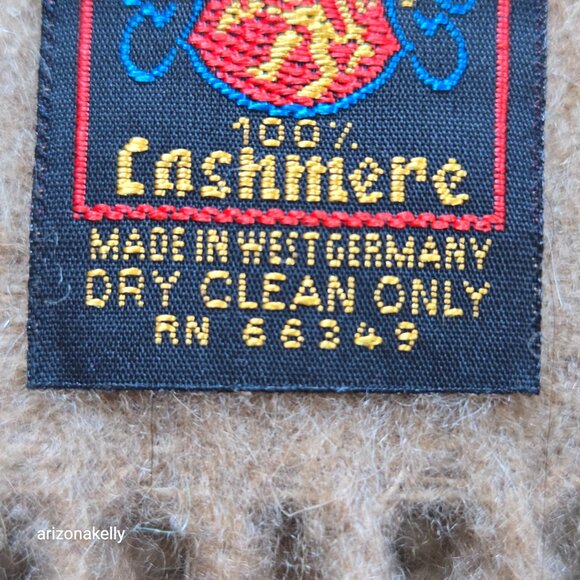 100%
Cashmere
MADE IN WEST GERMANY
DRY CLEAN ONLY
RN 66349
arizonakelly